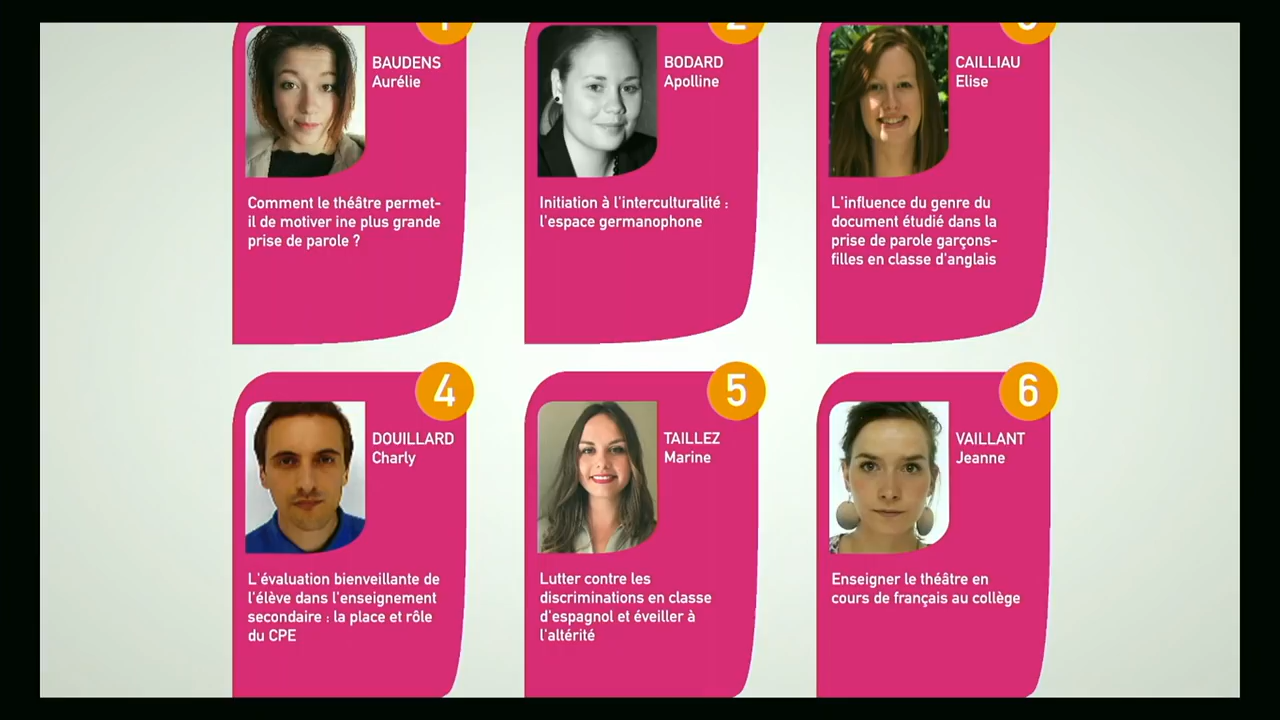 1
BAUDENS
Aurélie
Comment le théâtre permet-
il de motiver ine plus grande
prise de parole ?
2
BODARD
Apolline
Initiation à l'interculturalité :
l'espace germanophone
3
CAILLIAU
Elise
L'influence du genre du
document étudié dans la
prise de parole garçons-
filles en classe d'anglais
4
DOUILLARD
Charly
L'évaluation bienveillante de
l'élève dans l'enseignement
secondaire : la place et rôle
du CPE
5
TAILLEZ
Marine
Lutter contre les
discriminations en classe
d'espagnol et éveiller à
l'altérité
6
VAILLANT
Jeanne
Enseigner le théâtre en
cours de français au collège